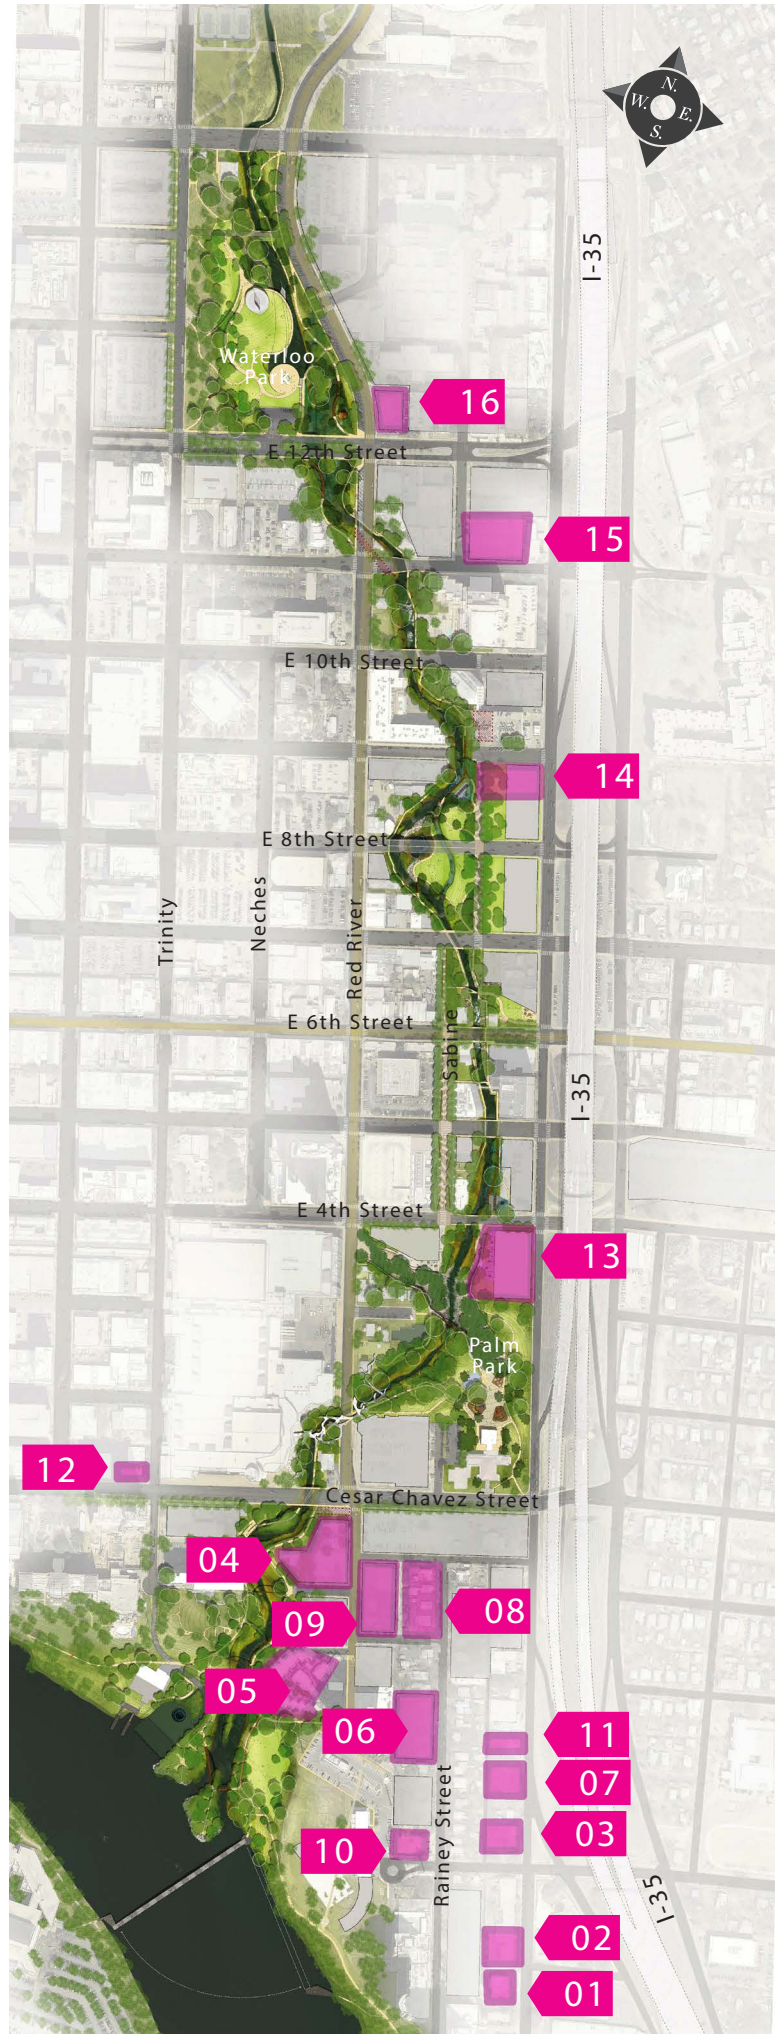 N.
W.
E.
S.
I-35
Waterloo
Park
16
E 12th Street
15
E 10th Street
14
E 8th Street
Trinity
Neches
Red River
E 6th Street
Sabine
I-35
E 4th Street
13
Palm
Park
12
Cesar Chavez Street
04
09
08
05
06
11
07
03
10
Rainey Street
I-35
02
01